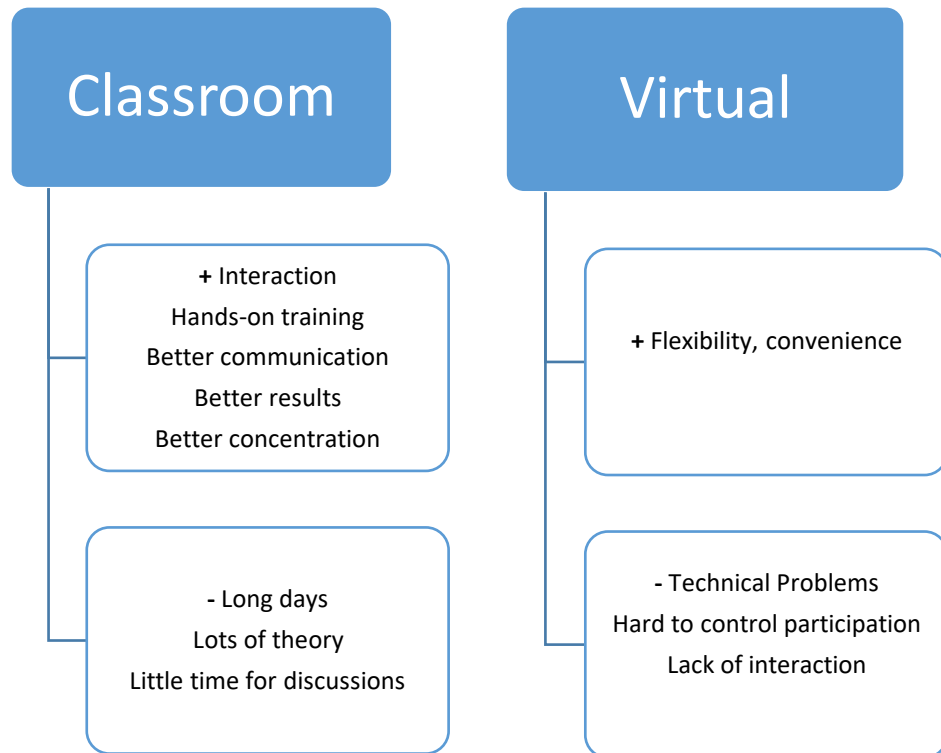 Classroom
+ Interaction
Hands-on training
Better communication
Better results
Better concentration
- Long days
Lots of theory
Little time for discussions
Virtual
+ Flexibility, convenience
- Technical Problems
Hard to control participation
Lack of interaction